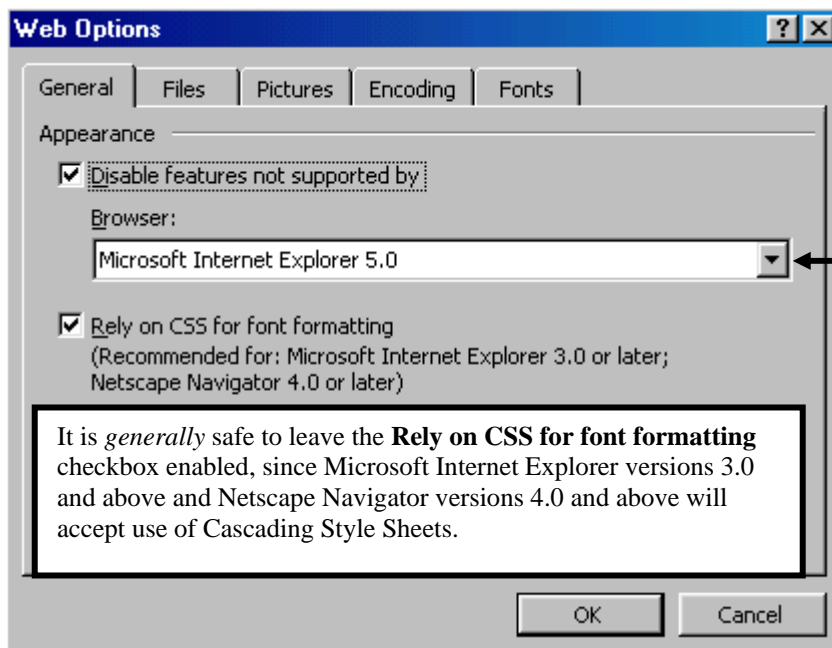 Web Options
General Files Pictures Encoding Fonts
Appearance
Disable features not supported by
Browser:
Microsoft Internet Explorer 5.0
Rely on CSS for font formatting
(Recommended for: Microsoft Internet Explorer 3.0 or later;
Netscape Navigator 4.0 or later)
It is generally safe to leave the Rely on CSS for font formatting
checkbox enabled, since Microsoft Internet Explorer versions 3.0
and above and Netscape Navigator versions 4.0 and above will
accept use of Cascading Style Sheets.
OK Cancel